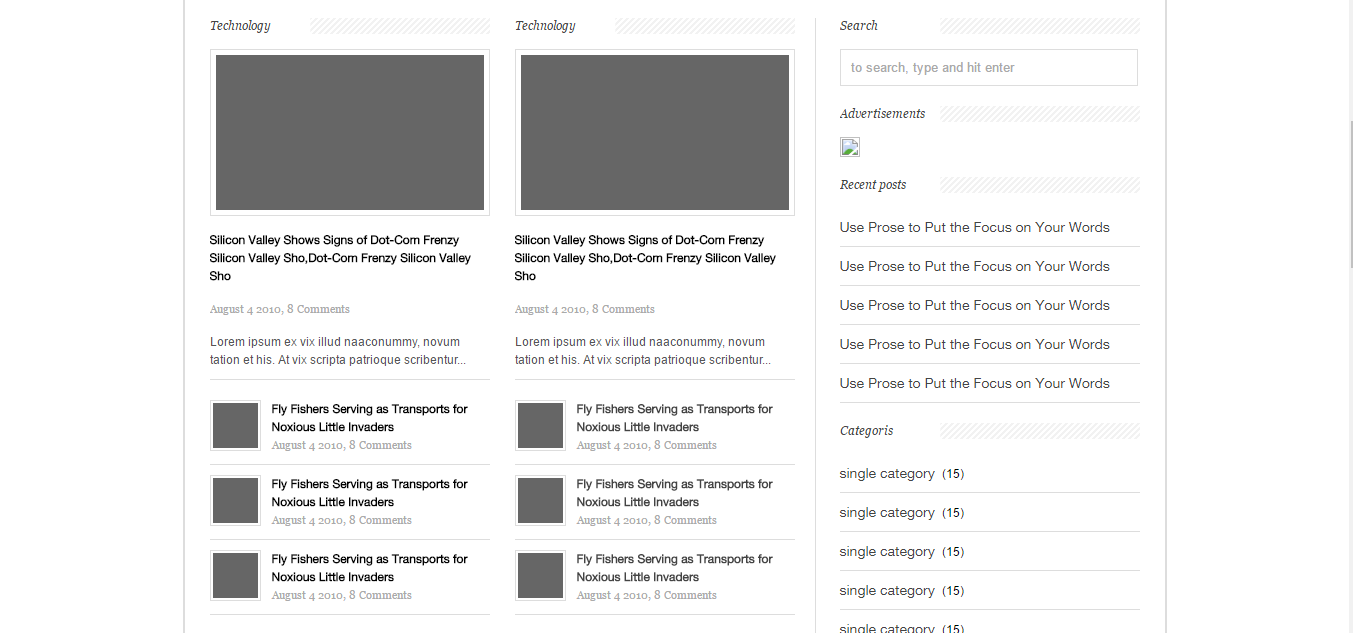 Technology
Silicon Valley Shows Signs of Dot-Com Frenzy
Silicon Valley Sho,Dot-Com Frenzy Silicon Valley
Sho
August 4 2010, 8 Comments
Lorem ipsum ex vix illud naaconummy, novum
tation et his. At vix scripta patrioque scribentur...
Fly Fishers Serving as Transports for
Noxious Little Invaders
August 4 2010, 8 Comments
Fly Fishers Serving as Transports for
Noxious Little Invaders
August 4 2010, 8 Comments
Fly Fishers Serving as Transports for
Noxious Little Invaders
August 4 2010, 8 Comments
Technology
Silicon Valley Shows Signs of Dot-Com Frenzy
Silicon Valley Sho,Dot-Com Frenzy Silicon Valley
Sho
August 4 2010, 8 Comments
Lorem ipsum ex vix illud naaconummy, novum
tation et his. At vix scripta patrioque scribentur...
Fly Fishers Serving as Transports for
Noxious Little Invaders
August 4 2010, 8 Comments
Fly Fishers Serving as Transports for
Noxious Little Invaders
August 4 2010, 8 Comments
Fly Fishers Serving as Transports for
Noxious Little Invaders
August 4 2010, 8 Comments
Search
to search, type and hit enter
Advertisements
Recent posts
Use Prose to Put the Focus on Your Words
Use Prose to Put the Focus on Your Words
Use Prose to Put the Focus on Your Words
Use Prose to Put the Focus on Your Words
Use Prose to Put the Focus on Your Words
Categoris
single category (15)
single category (15)
single category (15)
single category (15)
single category (15)